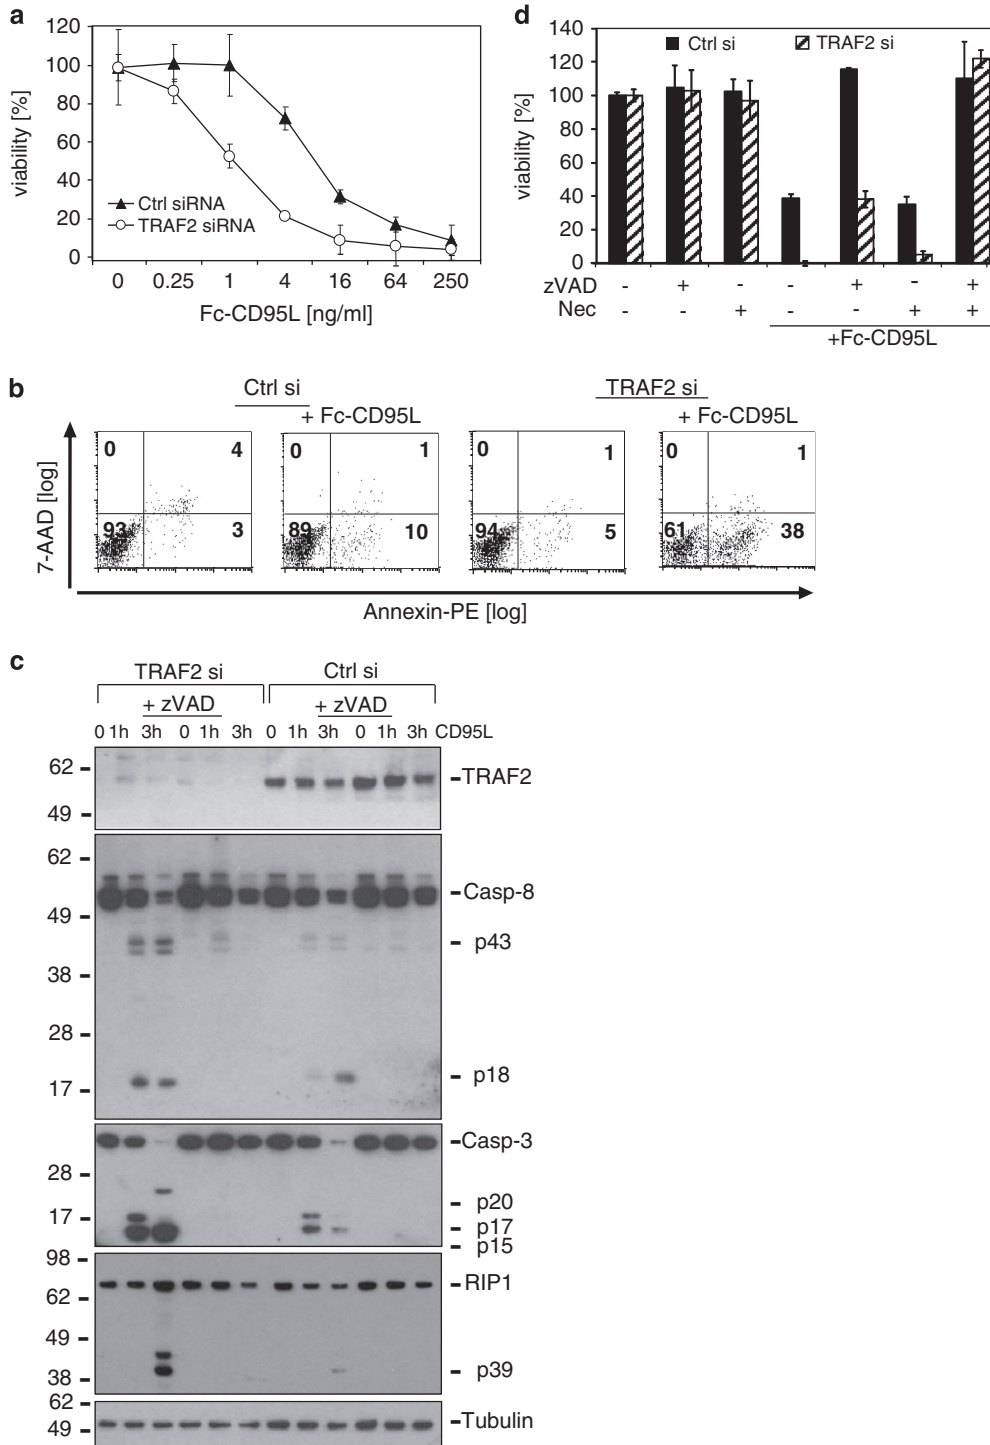 a
120
100
80
60
40
20
0
viability [%]
Ctrl siRNA
TRAF2 siRNA
0 0.25 1 4 16 64 250
Fc-CD95L [ng/ml]
d
140
120
100
80
60
40
20
0
viability [%]
Ctrl si TRAF2 si
zVAD - + - - + - +
Nec - - + - - + +
+Fc-CD95L
b
Ctrl si TRAF2 si
+ Fc-CD95L + Fc-CD95L
7-AAD [log]
0 4 0 1 0 1 0 1
93 3 89 10 94 5 61 38
Annexin-PE [log]
c
TRAF2 si Ctrl si
+ zVAD + zVAD
0 1h 3h 0 1h 3h 0 1h 3h 0 1h 3h CD95L
62
TRAF2
49
62
Casp-8
49
p43
38
28
p18
17
Casp-3
28
p20
17
p17
p15
98
RIP1
62
49
p39
38
62
Tubulin
49